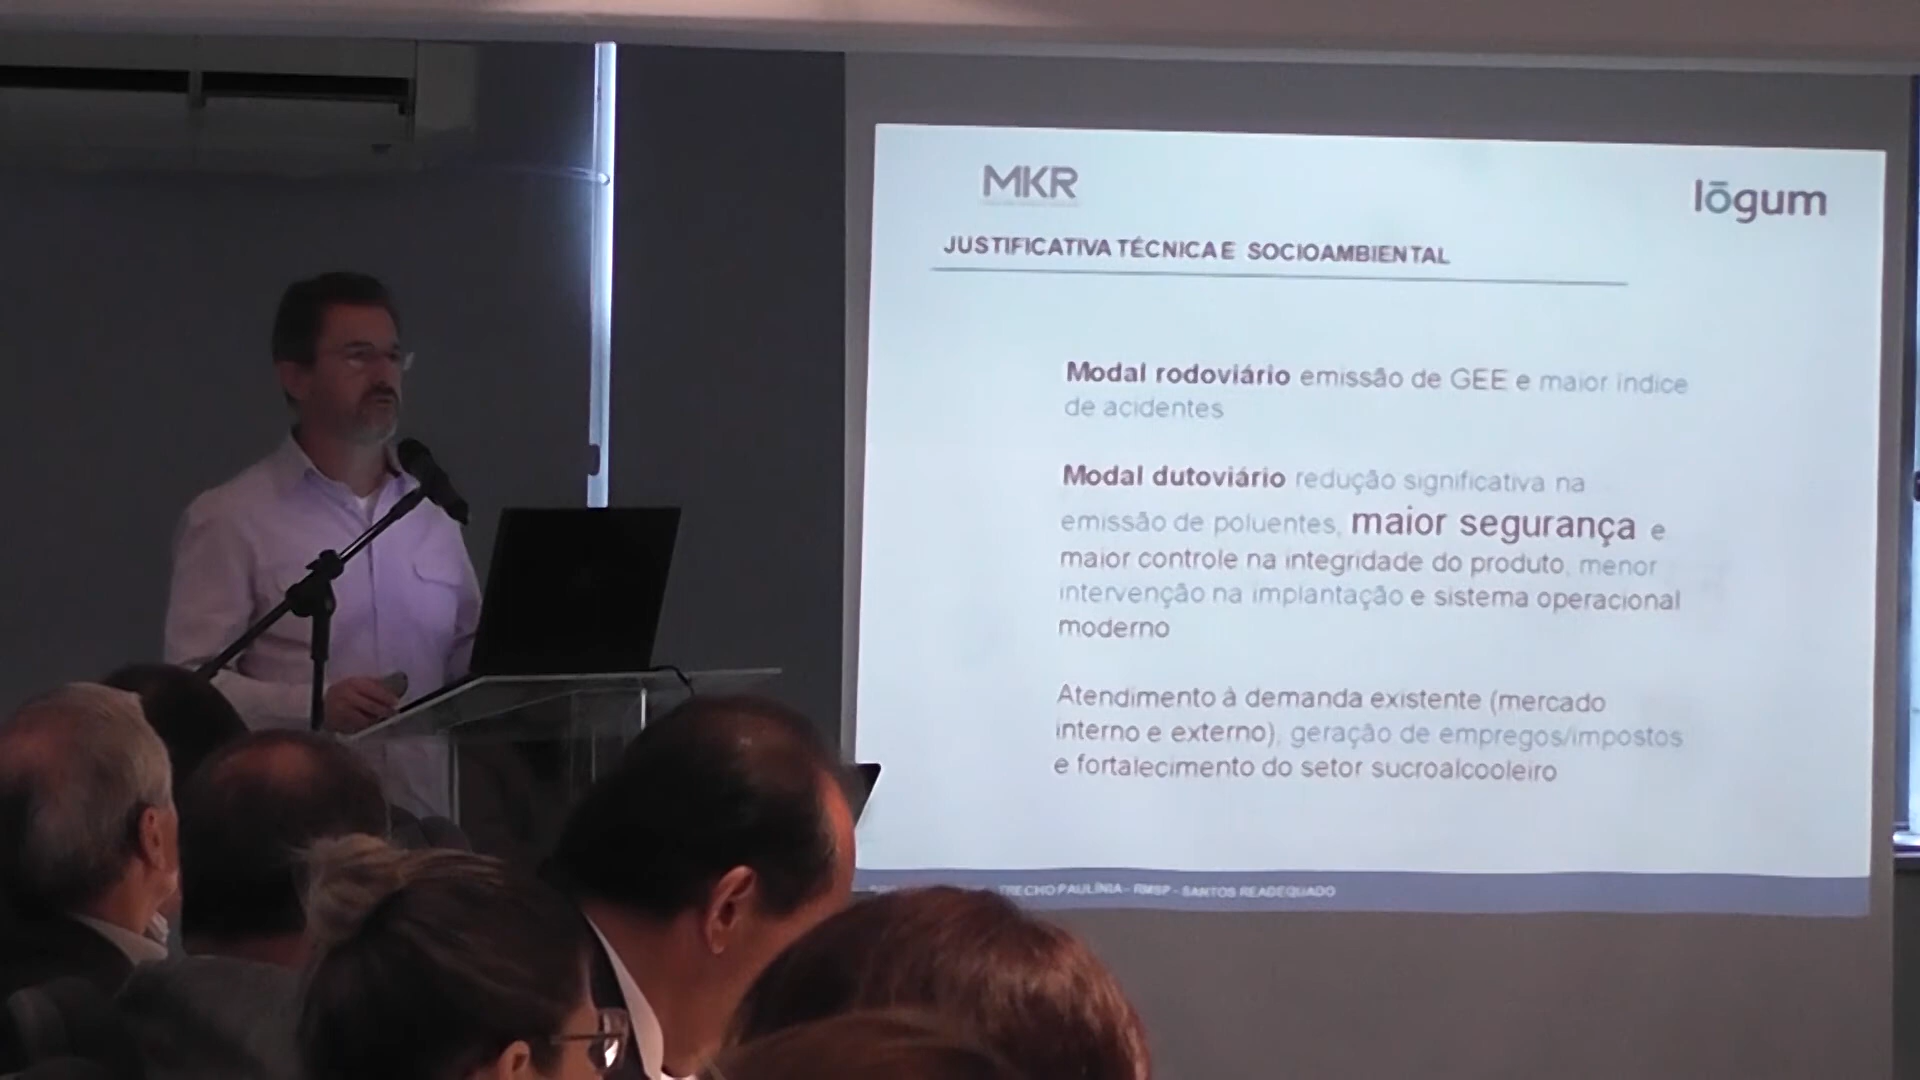 MKR
lōgum
JUSTIFICATIVA TÉCNICA E SOCIOAMBIENTAL
Modal rodoviário emissão de GEE e maior índice
de acidentes
Modal dutoviário redução significativa na
emissão de poluentes, maior segurança e
maior controle na integridade do produto, menor
intervenção na implantação e sistema operacional
moderno
Atendimento à demanda existente (mercado
interno e externo), geração de empregos/impostos
e fortalecimento do setor sucroalcooleiro
TRECHO PAULÍNIA - RMSP - SANTOS READEQUADO